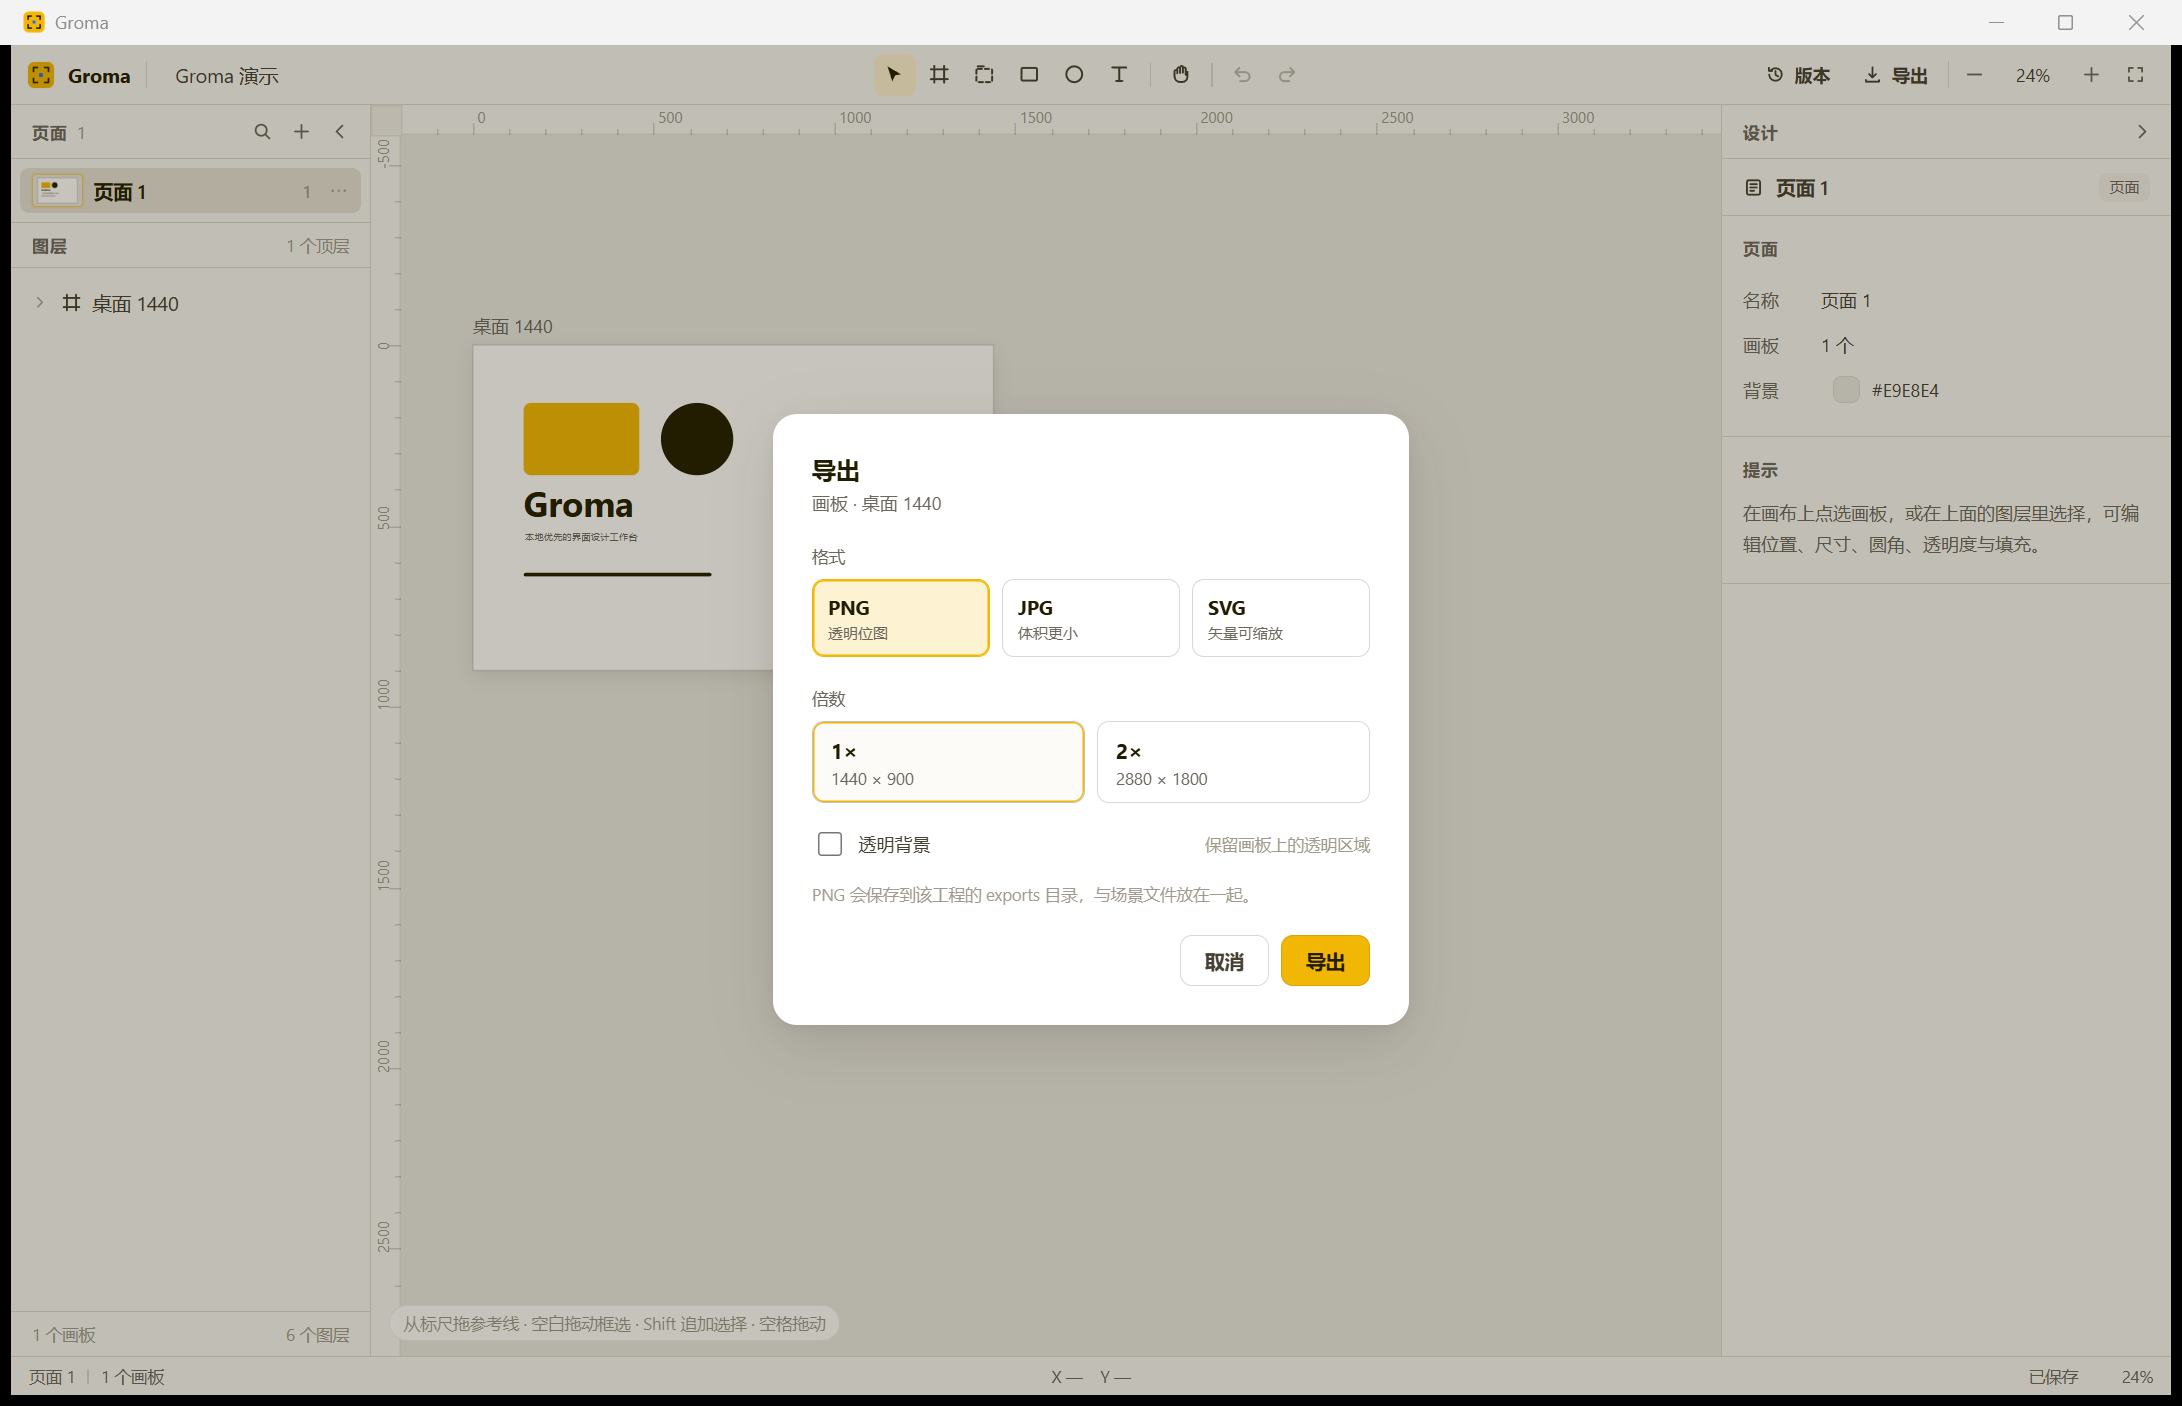 Groma
Groma
Groma 演示
版本
导出
24%
页面 1
页面 1
1
图层
1 个顶层
桌面 1440
1 个画板
6 个图层
0
500
1000
1500
2000
2500
3000
-500
0
500
1000
1500
2000
2500
桌面 1440
Groma
本地优先的界面设计工作台
导出
画板 · 桌面 1440
格式
PNG
透明位图
JPG
体积更小
SVG
矢量可缩放
倍数
1×
1440 × 900
2×
2880 × 1800
透明背景
保留画板上的透明区域
PNG 会保存到该工程的 exports 目录，与场景文件放在一起。
取消
导出
从标尺拖参考线 · 空白拖动框选 · Shift 追加选择 · 空格拖动
设计
页面 1
页面
页面
名称
页面 1
画板
1 个
背景
#E9E8E4
提示
在画布上点选画板，或在上面的图层里选择，可编
辑位置、尺寸、圆角、透明度与填充。
页面 1
1 个画板
X —
Y —
已保存
24%